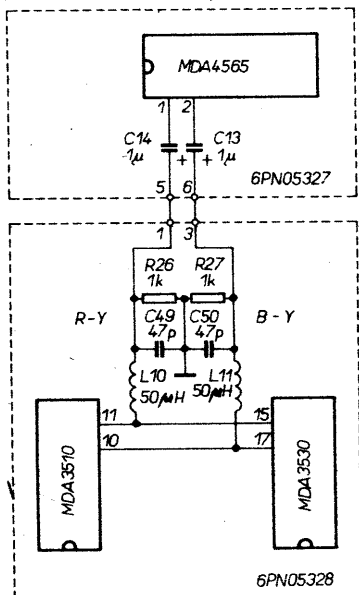 MDA4565
1 2
C14 C13
1µ + + 1µ
6PN05327
5 6
1 3
R26 R27
1k 1k
R-Y C49 C50 B-Y
47p 47p
L10 L11
50µH 50µH
11 15
10 17
MDA3510
MDA3530
6PN05328